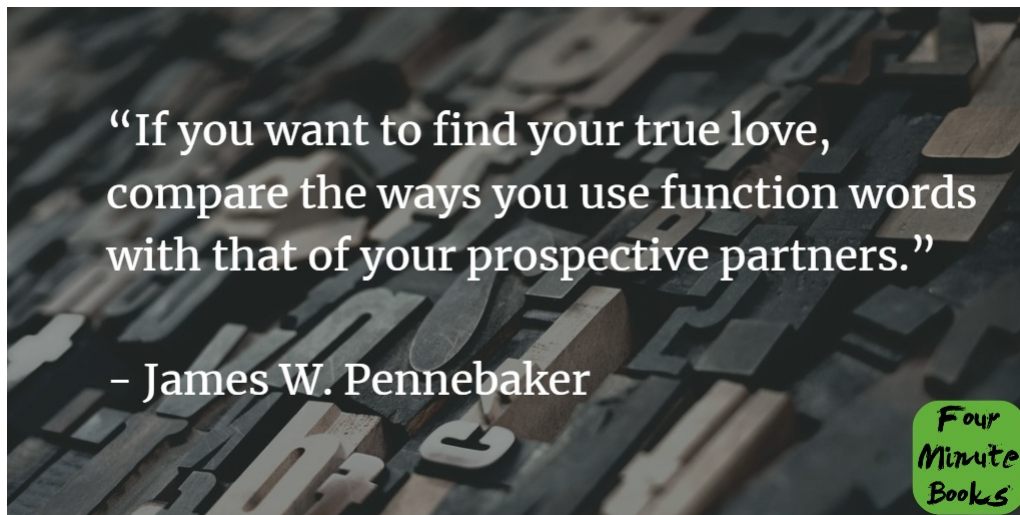 “If you want to find your true love,
compare the ways you use function words
with that of your prospective partners.”
– James W. Pennebaker
Four
Minute
Books